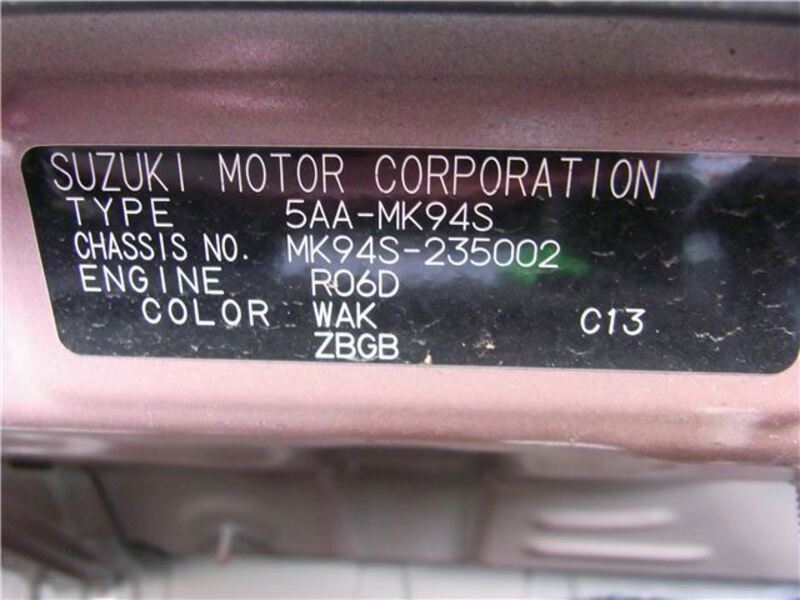 SUZUKI MOTOR CORPORATION
TYPE 5AA-MK94S
CHASSIS NO. MK94S-235002
ENGINE R06D
COLOR WAK C13
ZBGB